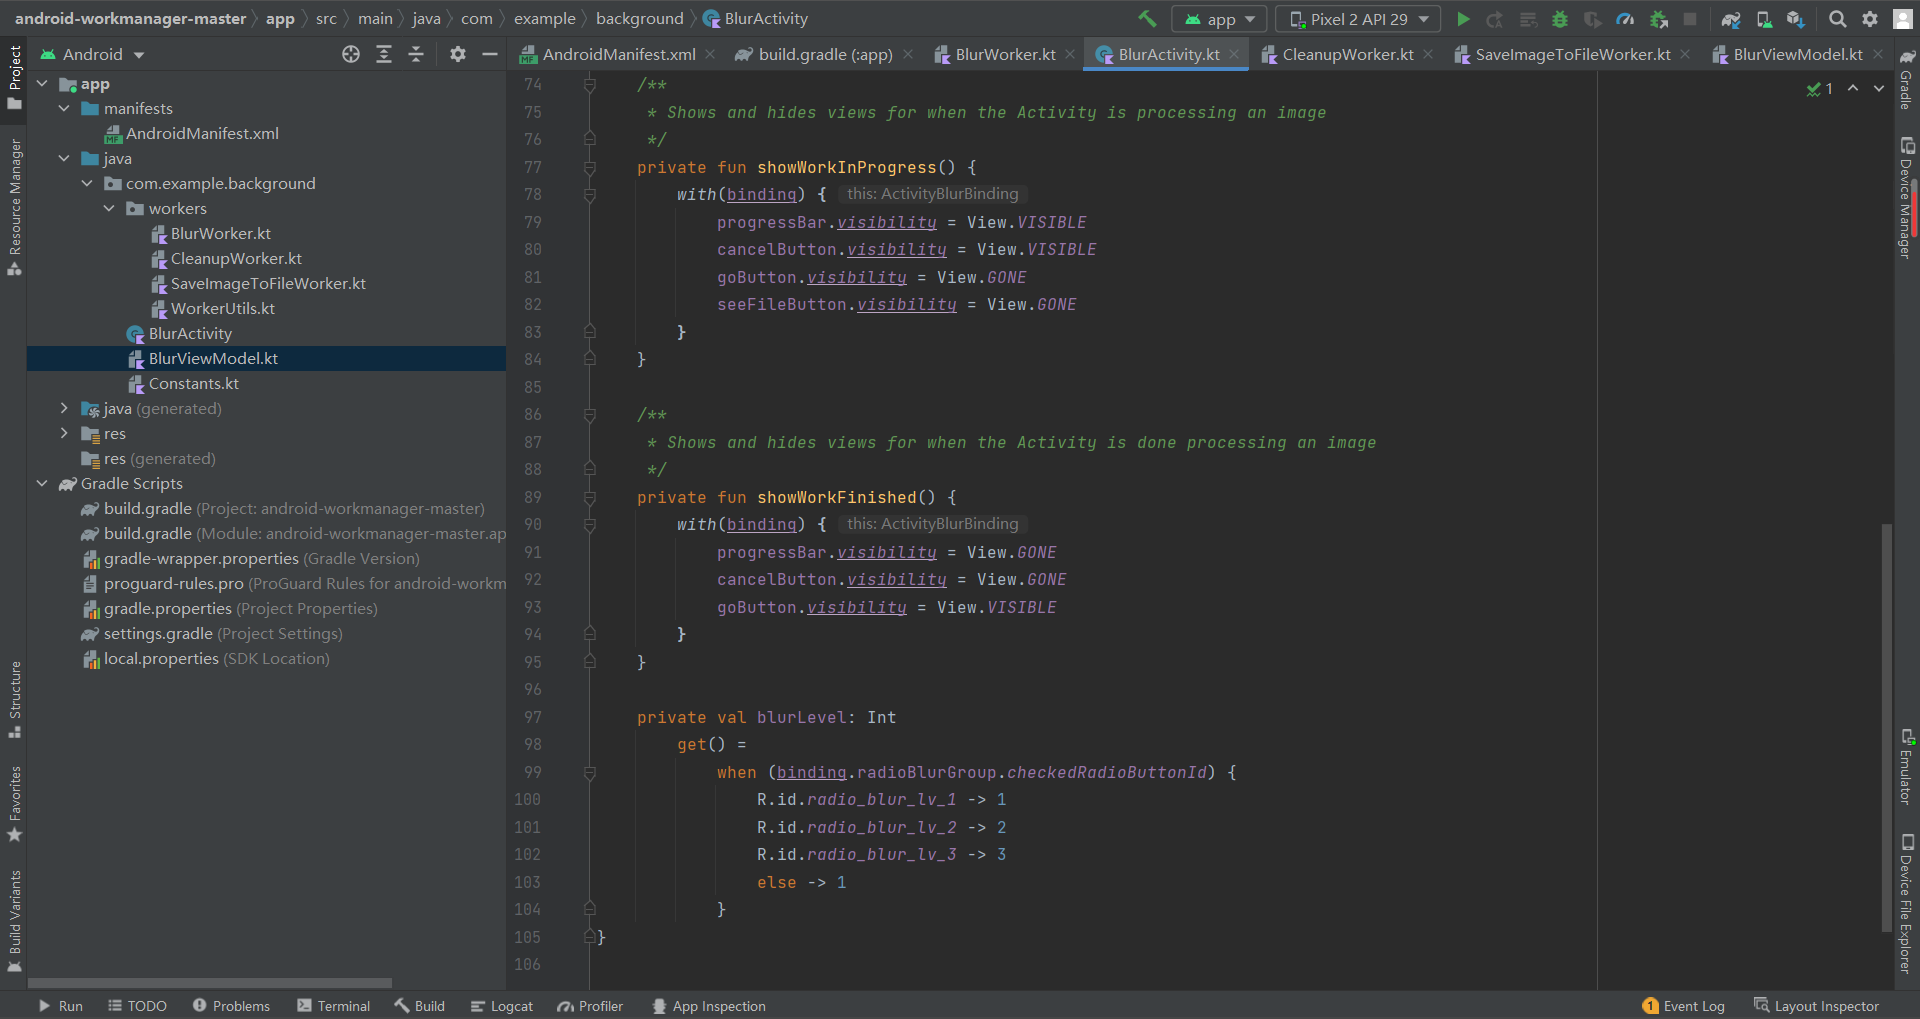 android-workmanager-master app src main java com example background BlurActivity
app Pixel 2 API 29
Project
Android
AndroidManifest.xml build.gradle (:app) BlurWorker.kt BlurActivity.kt CleanupWorker.kt SaveImageToFileWorker.kt BlurViewModel.kt
Gradle
app
manifests
AndroidManifest.xml
java
com.example.background
workers
BlurWorker.kt
CleanupWorker.kt
SaveImageToFileWorker.kt
WorkerUtils.kt
BlurActivity
BlurViewModel.kt
Constants.kt
java (generated)
res
res (generated)
Gradle Scripts
build.gradle (Project: android-workmanager-master)
build.gradle (Module: android-workmanager-master.ap
gradle-wrapper.properties (Gradle Version)
proguard-rules.pro (ProGuard Rules for android-workm
gradle.properties (Project Properties)
settings.gradle (Project Settings)
local.properties (SDK Location)
Resource Manager
Structure
Favorites
Build Variants
1
74 /**
75 * Shows and hides views for when the Activity is processing an image
76 */
77 private fun showWorkInProgress() {
78 with(binding) { this: ActivityBlurBinding
79 progressBar.visibility = View.VISIBLE
80 cancelButton.visibility = View.VISIBLE
81 goButton.visibility = View.GONE
82 seeFileButton.visibility = View.GONE
83 }
84 }
85
86 /**
87 * Shows and hides views for when the Activity is done processing an image
88 */
89 private fun showWorkFinished() {
90 with(binding) { this: ActivityBlurBinding
91 progressBar.visibility = View.GONE
92 cancelButton.visibility = View.GONE
93 goButton.visibility = View.VISIBLE
94 }
95 }
96
97 private val blurLevel: Int
98 get() =
99 when (binding.radioBlurGroup.checkedRadioButtonId) {
100 R.id.radio_blur_lv_1 -> 1
101 R.id.radio_blur_lv_2 -> 2
102 R.id.radio_blur_lv_3 -> 3
103 else -> 1
104 }
105 }
106
Device Manager
Emulator
Device File Explorer
Run TODO Problems Terminal Build Logcat Profiler App Inspection
1 Event Log Layout Inspector